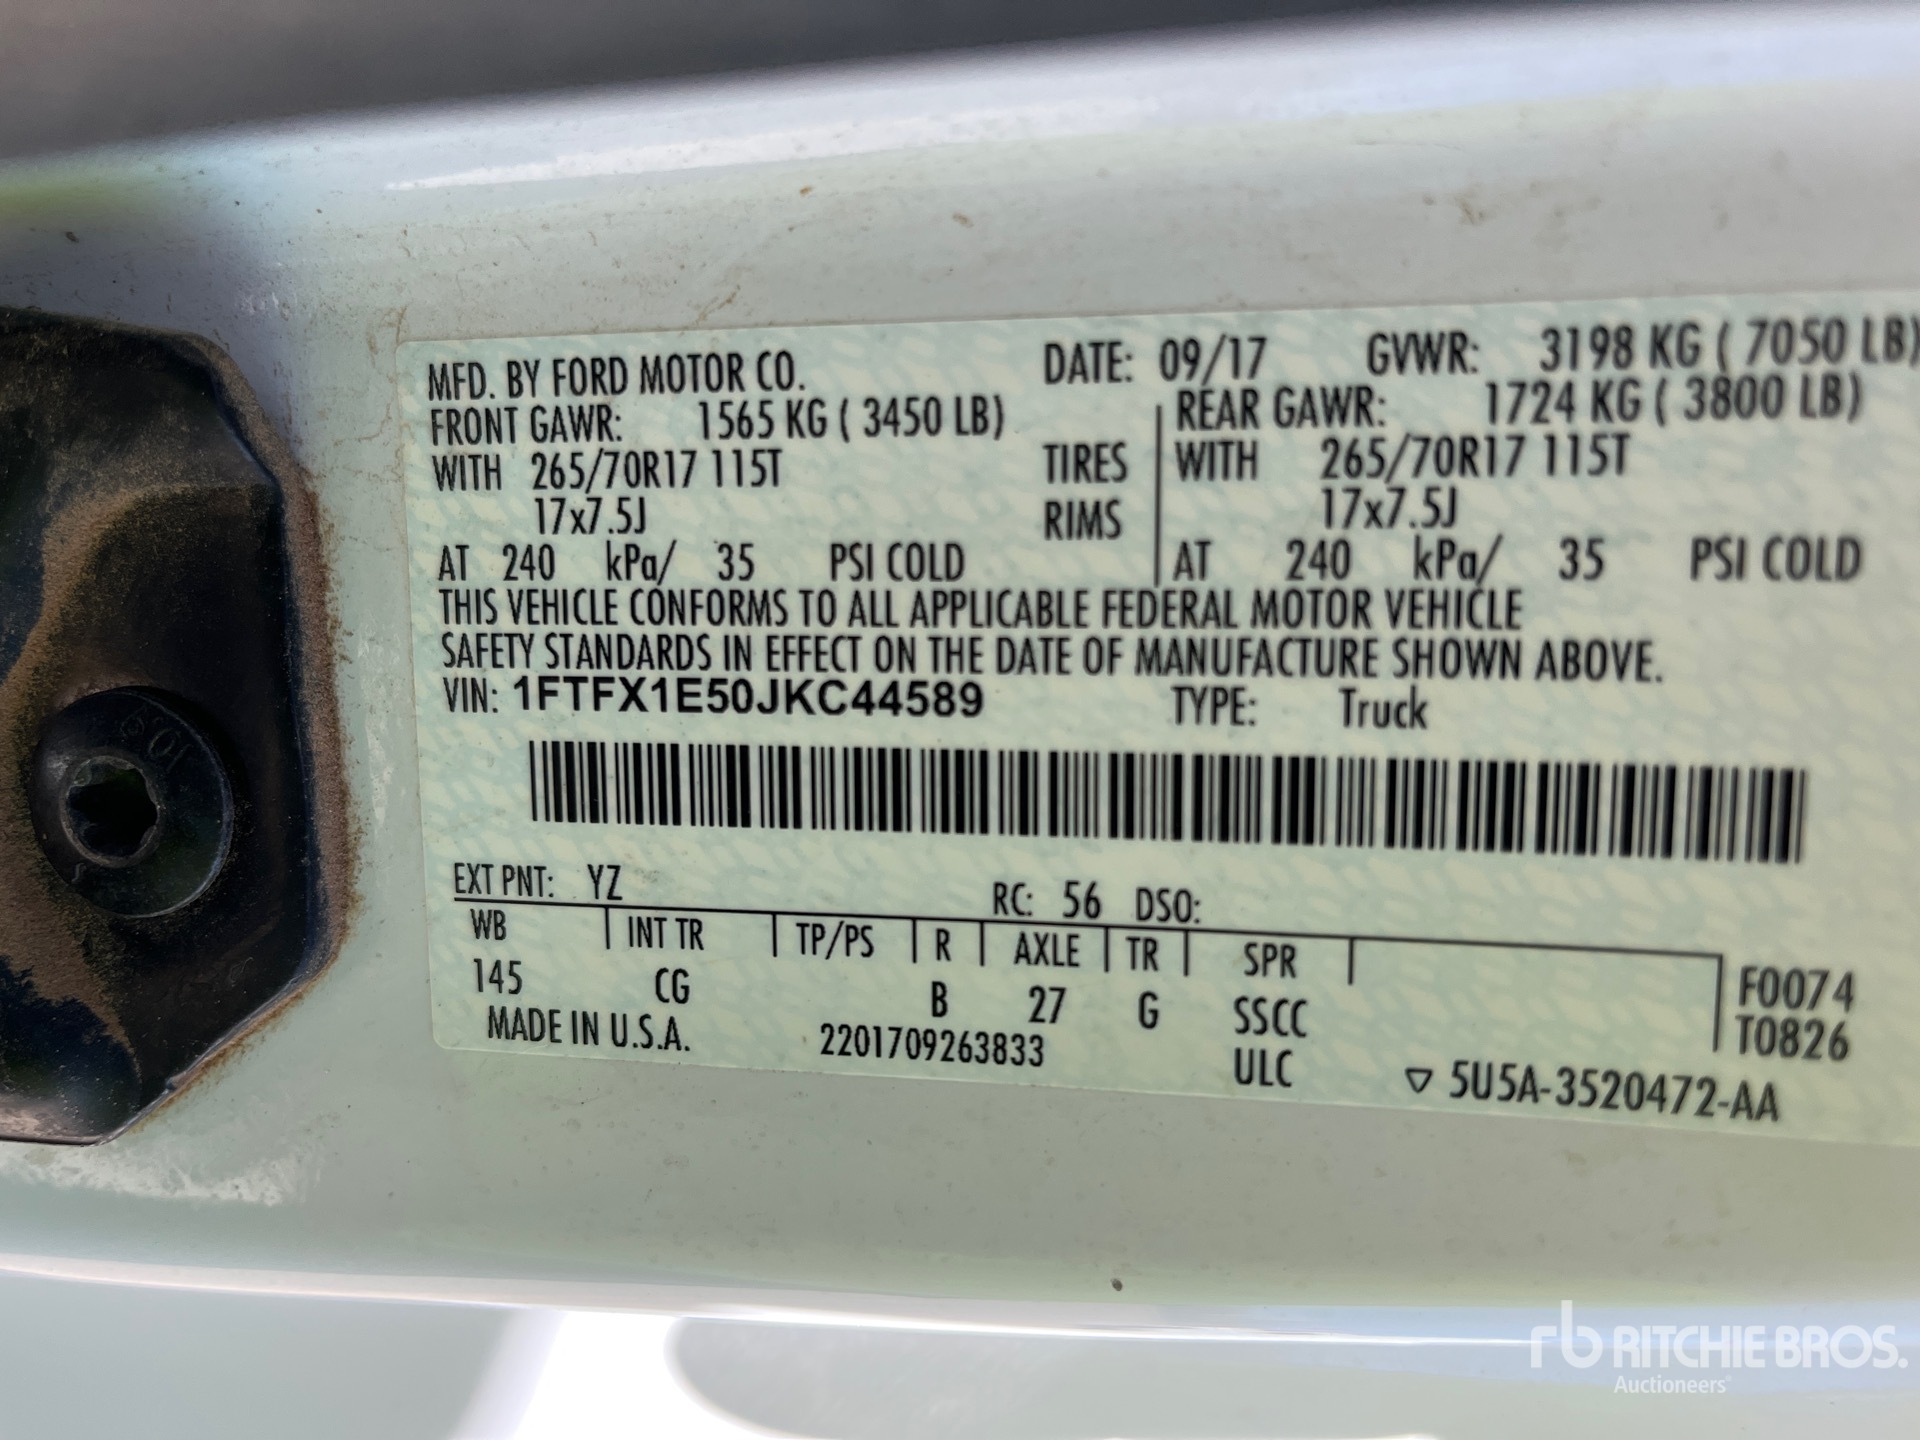 MFD. BY FORD MOTOR CO. DATE: 09/17 GVWR: 3198 KG ( 7050 LB)
FRONT GAWR: 1565 KG ( 3450 LB) REAR GAWR: 1724 KG ( 3800 LB)
WITH 265/70R17 115T TIRES WITH 265/70R17 115T
17x7.5J RIMS 17x7.5J
AT 240 kPa/ 35 PSI COLD AT 240 kPa/ 35 PSI COLD
THIS VEHICLE CONFORMS TO ALL APPLICABLE FEDERAL MOTOR VEHICLE
SAFETY STANDARDS IN EFFECT ON THE DATE OF MANUFACTURE SHOWN ABOVE.
VIN: 1FTFX1E50JKC44589 TYPE: Truck
EXT PNT: YZ RC: 56 DSO:
WB INT TR TP/PS R AXLE TR SPR
145 CG B 27 G SSCC F0074
ULC T0826
MADE IN U.S.A. 2201709263833 ▽ 5U5A-3520472-AA
10.9
rb RITCHIE BROS.
Auctioneers